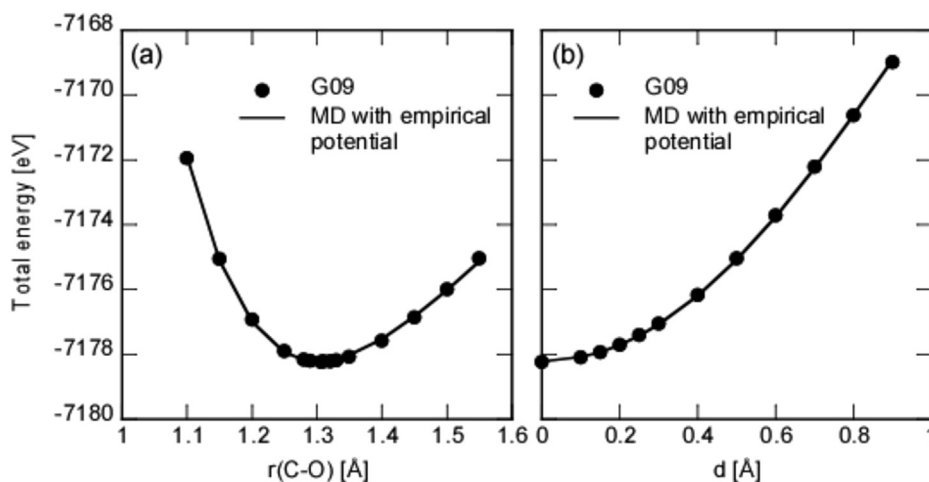 -7168
-7170
-7172
-7174
-7176
-7178
-7180
Total energy [eV]
(a)
G09
MD with empirical
potential
1 1.1 1.2 1.3 1.4 1.5 1.6
r(C-O) [Å]
(b)
G09
MD with empirical
potential
0 0.2 0.4 0.6 0.8 1
d [Å]